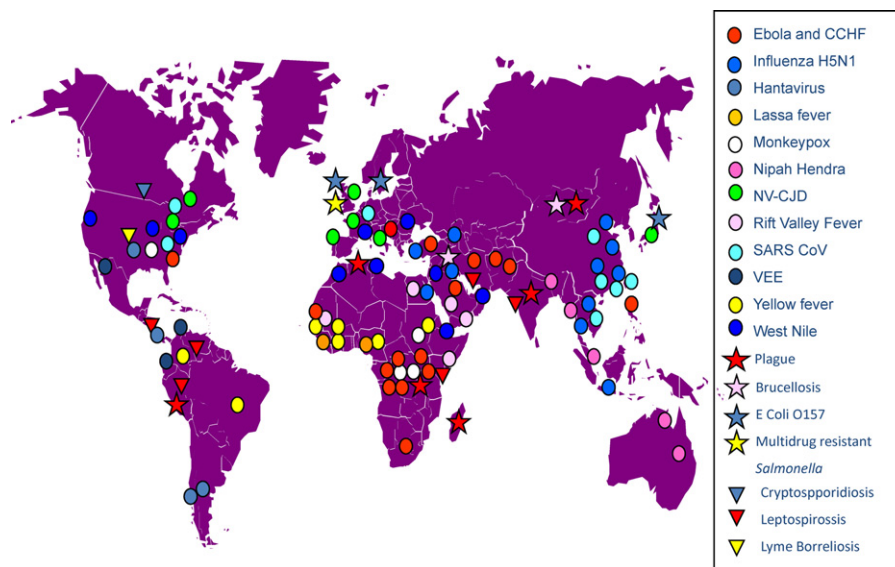 Ebola and CCHF
Influenza H5N1
Hantavirus
Lassa fever
Monkeypox
Nipah Hendra
NV-CJD
Rift Valley Fever
SARS CoV
VEE
Yellow fever
West Nile
Plague
Brucellosis
E Coli O157
Multidrug resistant
Salmonella
Cryptospporidiosis
Leptospirossis
Lyme Borreliosis